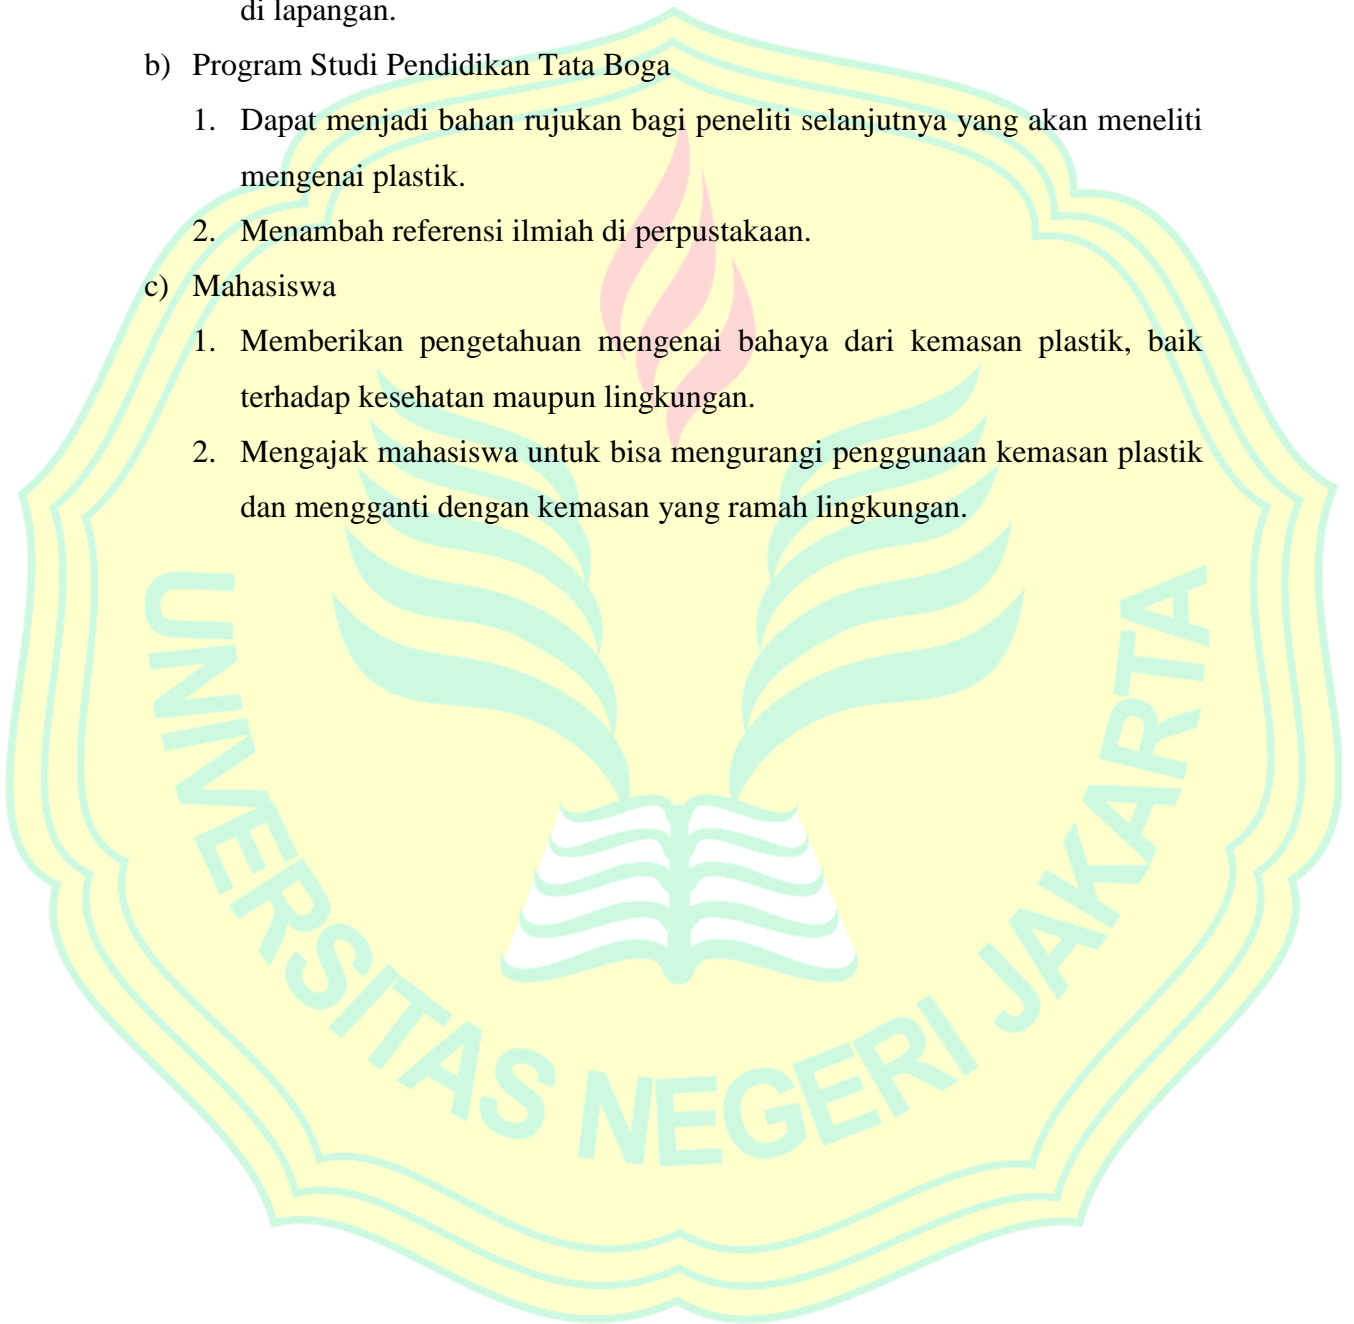 di lapangan.
b) Program Studi Pendidikan Tata Boga
1. Dapat menjadi bahan rujukan bagi peneliti selanjutnya yang akan meneliti
mengenai plastik.
2. Menambah referensi ilmiah di perpustakaan.
c) Mahasiswa
1. Memberikan pengetahuan mengenai bahaya dari kemasan plastik, baik
terhadap kesehatan maupun lingkungan.
2. Mengajak mahasiswa untuk bisa mengurangi penggunaan kemasan plastik
dan mengganti dengan kemasan yang ramah lingkungan.
UNIVERSITAS NEGERI JAKARTA